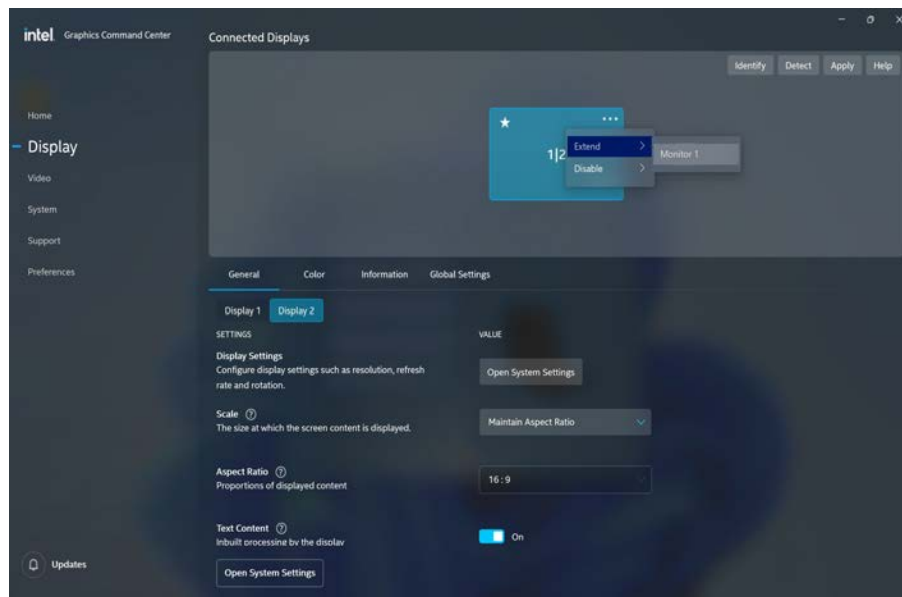 intel. Graphics Command Center
Connected Displays
Identify Detect Apply Help
Home
Display
Video
System
Support
Preferences
1|2
Extend
Monitor 1
Disable
General Color Information Global Settings
Display 1 Display 2
SETTINGS VALUE
Display Settings
Configure display settings such as resolution, refresh
rate and rotation.
Open System Settings
Scale ?
The size at which the screen content is displayed.
Maintain Aspect Ratio
Aspect Ratio ?
Proportions of displayed content
16 : 9
Text Content ?
Inbuilt processing by the display
On
Open System Settings
Updates